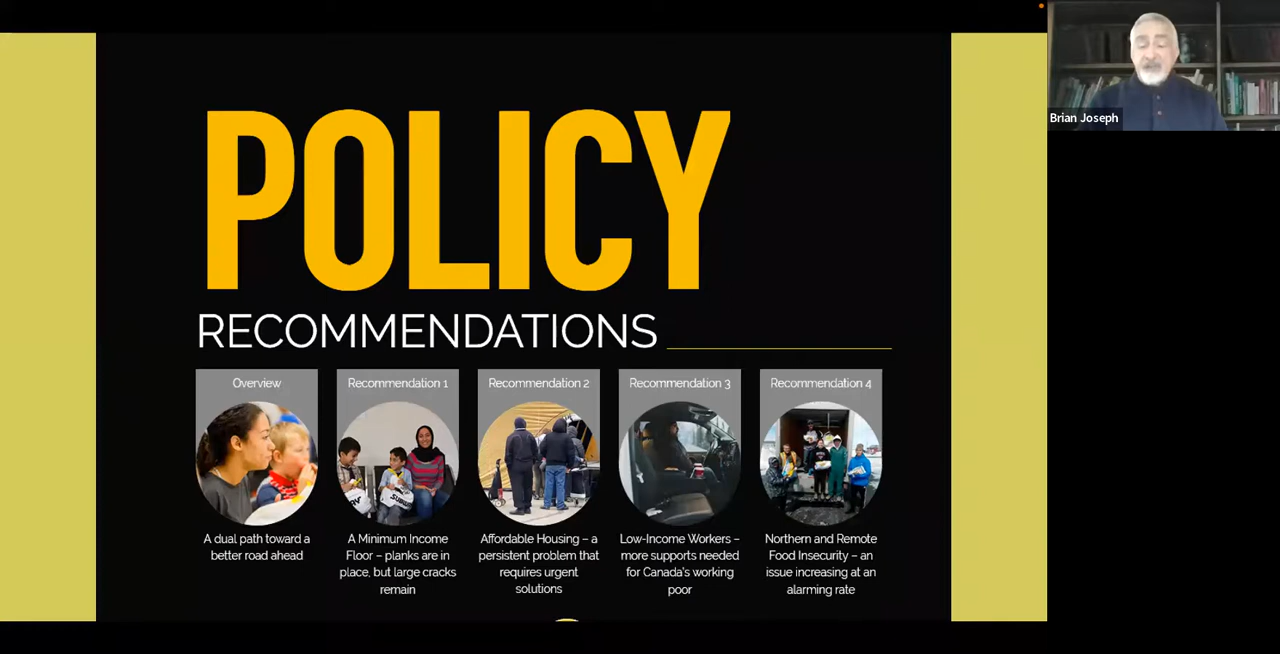 POLICY
RECOMMENDATIONS
Overview
A dual path toward a
better road ahead
Recommendation 1
A Minimum Income
Floor – planks are in
place, but large cracks
remain
Recommendation 2
Affordable Housing – a
persistent problem that
requires urgent
solutions
Recommendation 3
Low-Income Workers –
more supports needed
for Canada's working
poor
Recommendation 4
Northern and Remote
Food Insecurity – an
issue increasing at an
alarming rate
Brian Joseph